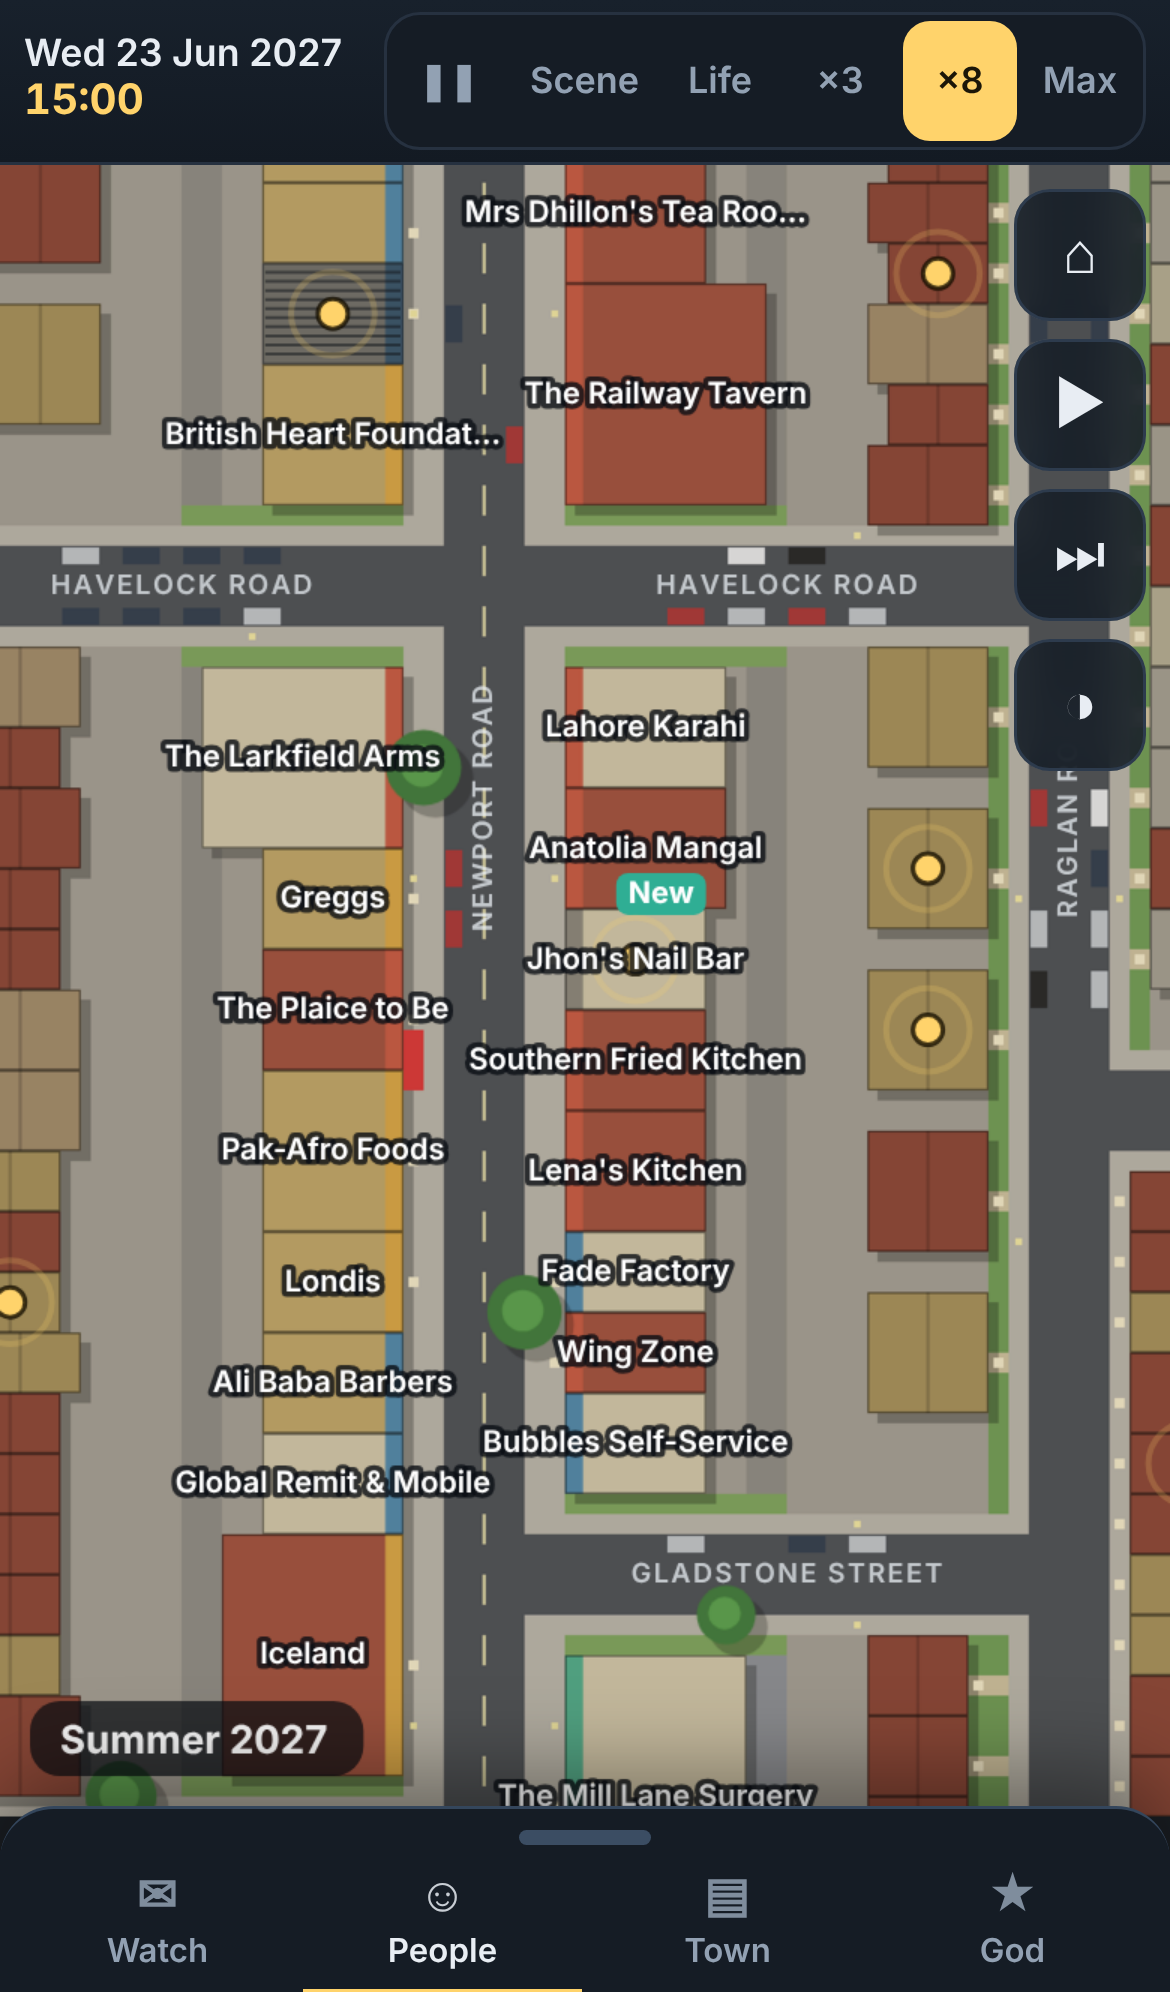 Wed 23 Jun 2027
15:00
Scene
Life
×3
×8
Max
Mrs Dhillon's Tea Roo...
The Railway Tavern
British Heart Foundat...
HAVELOCK ROAD
HAVELOCK ROAD
The Larkfield Arms
NEWPORT ROAD
Lahore Karahi
RAGLAN
Anatolia Mangal
New
Greggs
Jhon's Nail Bar
The Plaice to Be
Southern Fried Kitchen
Pak-Afro Foods
Lena's Kitchen
Londis
Fade Factory
Wing Zone
Ali Baba Barbers
Bubbles Self-Service
Global Remit & Mobile
GLADSTONE STREET
Iceland
Summer 2027
The Mill Lane Surgery
Watch
People
Town
God